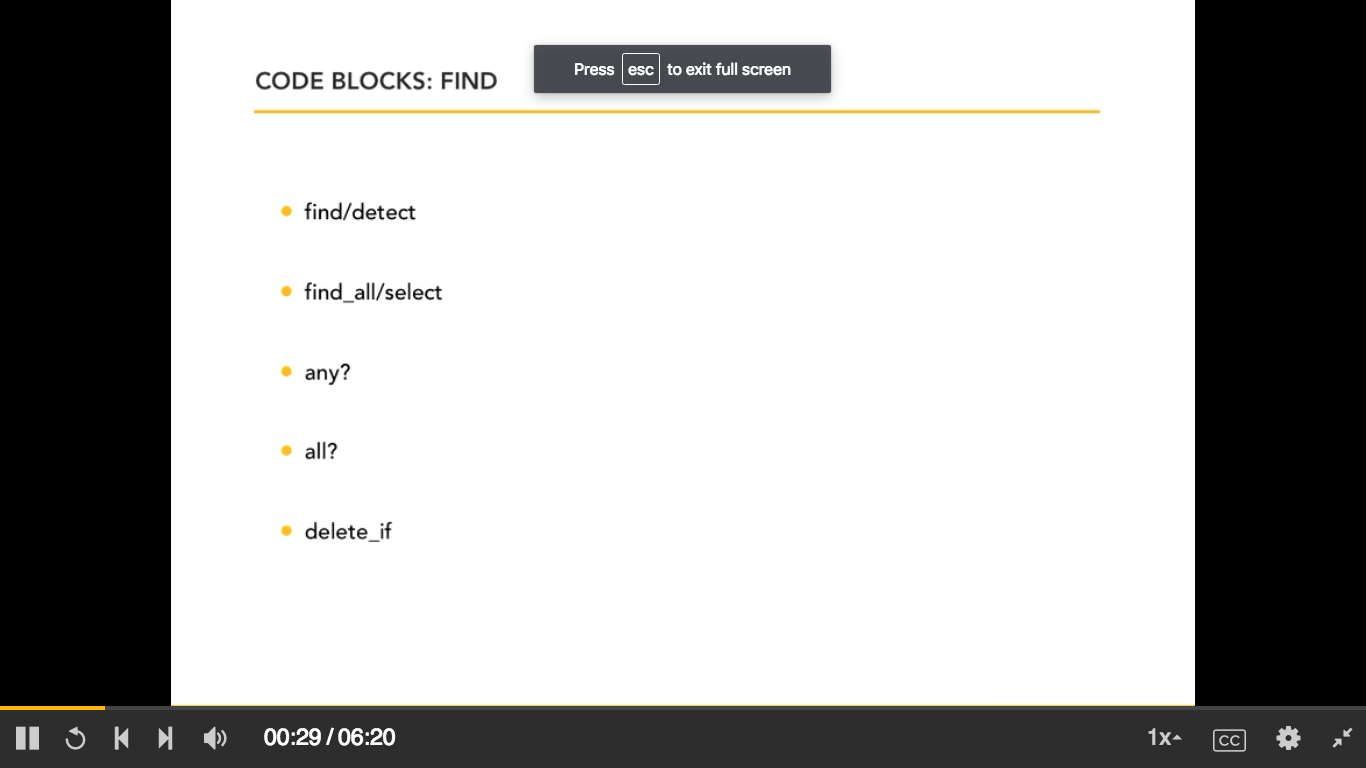 CODE BLOCKS: FIND
Press esc to exit full screen
find/detect
find_all/select
any?
all?
delete_if
00:29 / 06:20
1x
CC